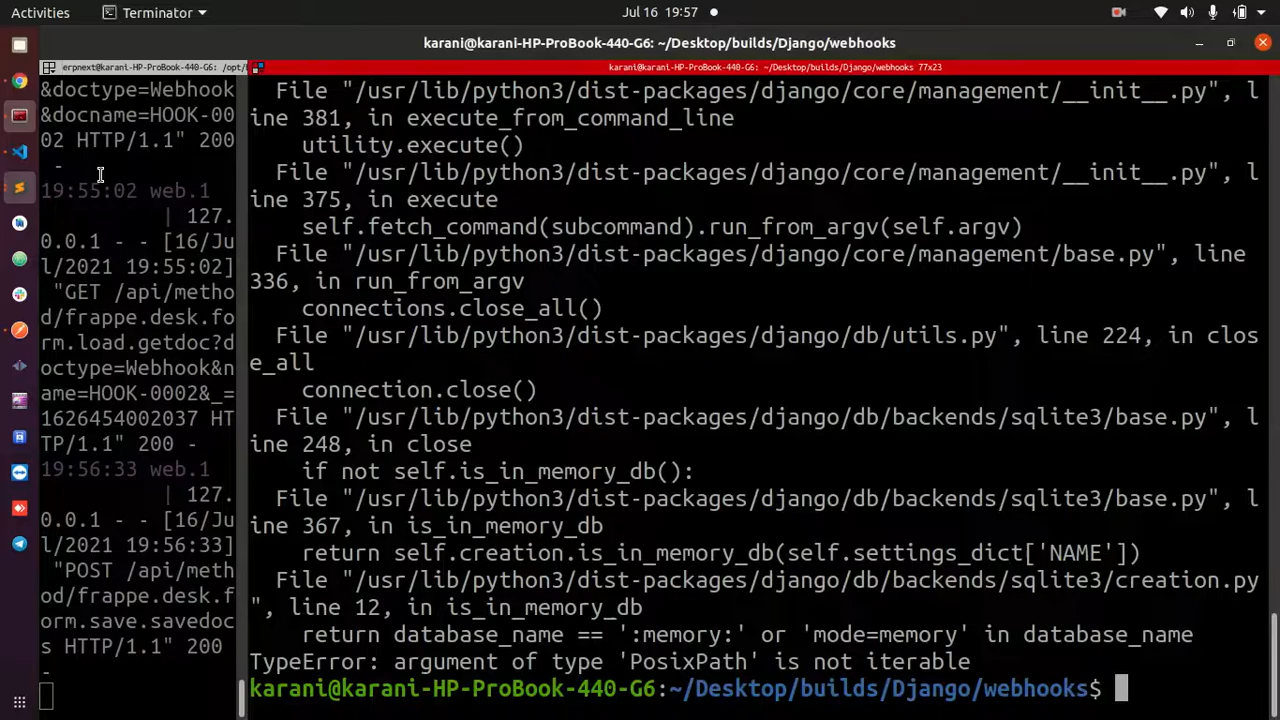 Activities
Terminator
Jul 16 19:57
karani@karani-HP-ProBook-440-G6: ~/Desktop/builds/Django/webhooks
erpnext@karani-HP-ProBook-440-G6: /opt/
karani@karani-HP-ProBook-440-G6: ~/Desktop/builds/Django/webhooks 77x23
&doctype=Webhook
&docname=HOOK-00
02 HTTP/1.1" 200
-
19:55:02 web.1
| 127.
0.0.1 - - [16/Ju
l/2021 19:55:02]
"GET /api/metho
d/frappe.desk.fo
rm.load.getdoc?d
octype=Webhook&n
ame=HOOK-0002&_=
1626454002037 HT
TP/1.1" 200 -
19:56:33 web.1
| 127.
0.0.1 - - [16/Ju
l/2021 19:56:33]
"POST /api/meth
od/frappe.desk.f
orm.save.savedoc
s HTTP/1.1" 200
-
File "/usr/lib/python3/dist-packages/django/core/management/__init__.py", l
ine 381, in execute_from_command_line
utility.execute()
File "/usr/lib/python3/dist-packages/django/core/management/__init__.py", l
ine 375, in execute
self.fetch_command(subcommand).run_from_argv(self.argv)
File "/usr/lib/python3/dist-packages/django/core/management/base.py", line
336, in run_from_argv
connections.close_all()
File "/usr/lib/python3/dist-packages/django/db/utils.py", line 224, in clos
e_all
connection.close()
File "/usr/lib/python3/dist-packages/django/db/backends/sqlite3/base.py", l
ine 248, in close
if not self.is_in_memory_db():
File "/usr/lib/python3/dist-packages/django/db/backends/sqlite3/base.py", l
ine 367, in is_in_memory_db
return self.creation.is_in_memory_db(self.settings_dict['NAME'])
File "/usr/lib/python3/dist-packages/django/db/backends/sqlite3/creation.py
", line 12, in is_in_memory_db
return database_name == ':memory:' or 'mode=memory' in database_name
TypeError: argument of type 'PosixPath' is not iterable
karani@karani-HP-ProBook-440-G6:~/Desktop/builds/Django/webhooks$